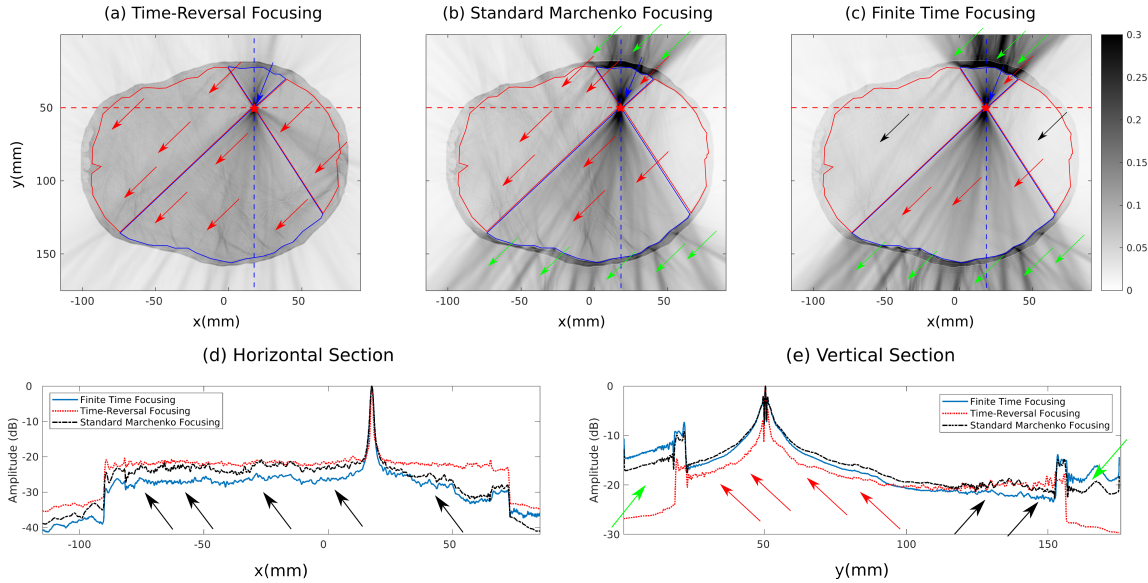 (a) Time-Reversal Focusing
(b) Standard Marchenko Focusing
(c) Finite Time Focusing
50
100
150
y(mm)
-100
-50
0
50
x(mm)
-100
-50
0
50
x(mm)
-100
-50
0
50
x(mm)
0.3
0.25
0.2
0.15
0.1
0.05
0
(d) Horizontal Section
0
-10
-20
-30
-40
Amplitude (dB)
Finite Time Focusing
Time-Reversal Focusing
Standard Marchenko Focusing
-100
-50
0
50
x(mm)
(e) Vertical Section
0
-10
-20
-30
Amplitude (dB)
Finite Time Focusing
Time-Reversal Focusing
Standard Marchenko Focusing
50
100
150
y(mm)